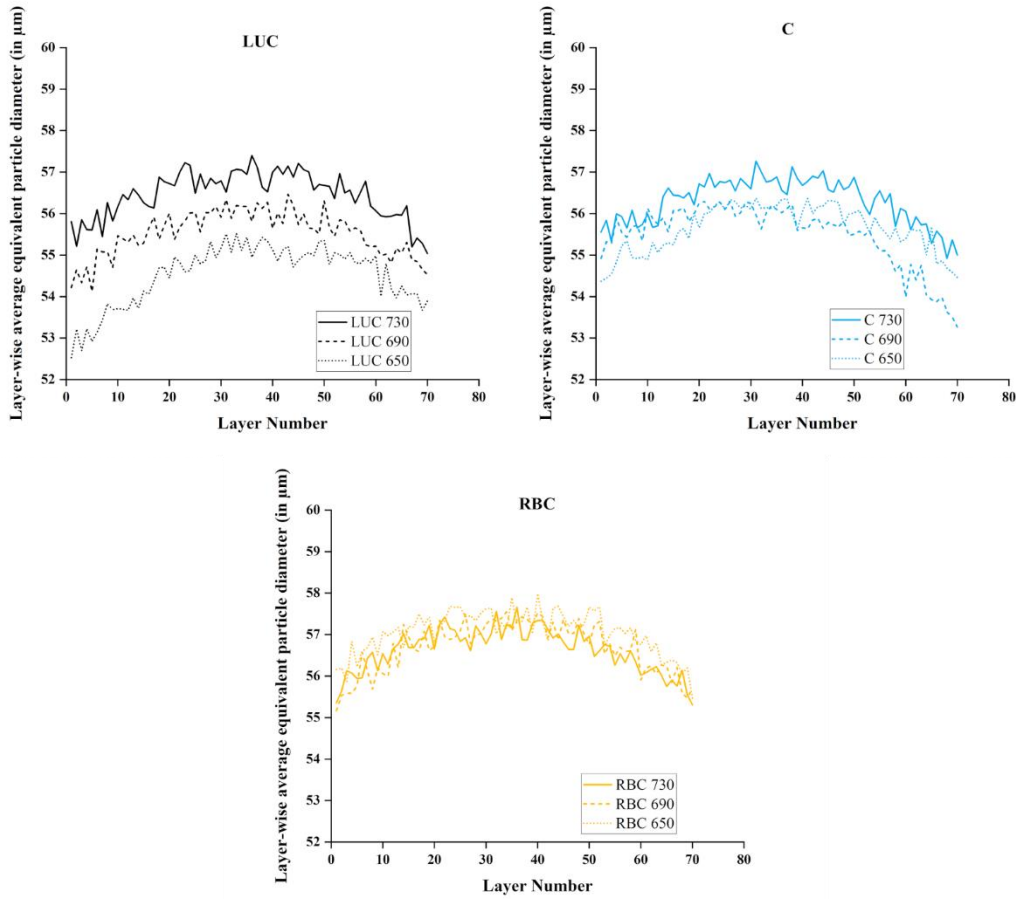 LUC
Layer-wise average equivalent particle diameter (in µm)
60
59
58
57
56
55
54
53
52
0 10 20 30 40 50 60 70 80
Layer Number
LUC 730
LUC 690
LUC 650
C
Layer-wise average equivalent particle diameter (in µm)
60
59
58
57
56
55
54
53
52
0 10 20 30 40 50 60 70 80
Layer Number
C 730
C 690
C 650
RBC
Layer-wise average equivalent particle diameter (in µm)
60
59
58
57
56
55
54
53
52
0 10 20 30 40 50 60 70 80
Layer Number
RBC 730
RBC 690
RBC 650